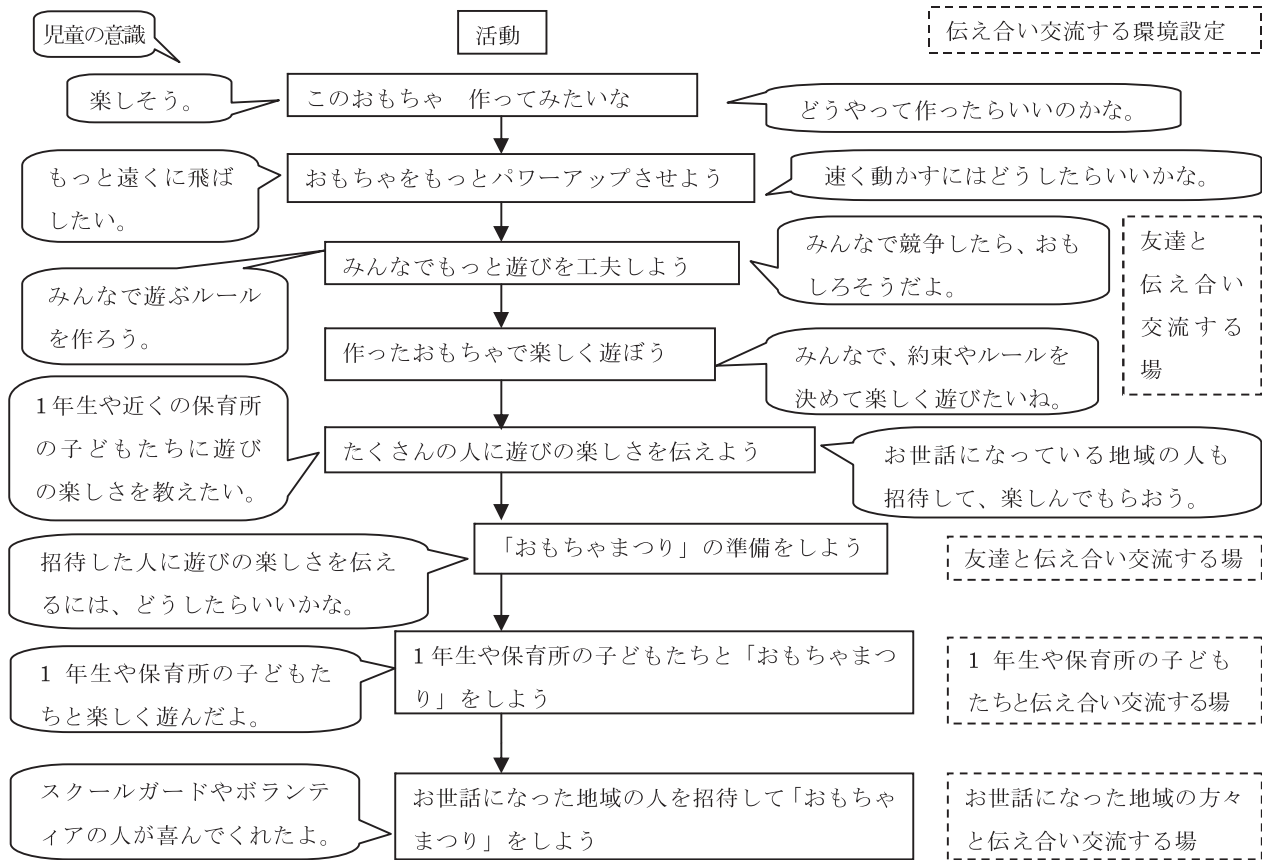 児童の意識
活動
伝え合い交流する環境設定
楽しそう。
このおもちゃ　作ってみたいな
どうやって作ったらいいのかな。
もっと遠くに飛ば
したい。
おもちゃをもっとパワーアップさせよう
速く動かすにはどうしたらいいかな。
みんなで遊ぶルール
を作ろう。
みんなでもっと遊びを工夫しよう
みんなで競争したら、おも
しろそうだよ。
友達と
伝え合い
交流する
場
作ったおもちゃで楽しく遊ぼう
みんなで、約束やルールを
決めて楽しく遊びたいね。
1年生や近くの保育所
の子どもたちに遊び
の楽しさを教えたい。
たくさんの人に遊びの楽しさを伝えよう
お世話になっている地域の人も
招待して、楽しんでもらおう。
招待した人に遊びの楽しさを伝え
るには、どうしたらいいかな。
「おもちゃまつり」の準備をしよう
友達と伝え合い交流する場
1 年生や保育所の子どもた
ちと楽しく遊んだよ。
1年生や保育所の子どもたちと「おもちゃまつ
り」をしよう
1 年生や保育所の子ども
たちと伝え合い交流する場
スクールガードやボランテ
ィアの人が喜んでくれたよ。
お世話になった地域の人を招待して「おもちゃ
まつり」をしよう
お世話になった地域の方々
と伝え合い交流する場